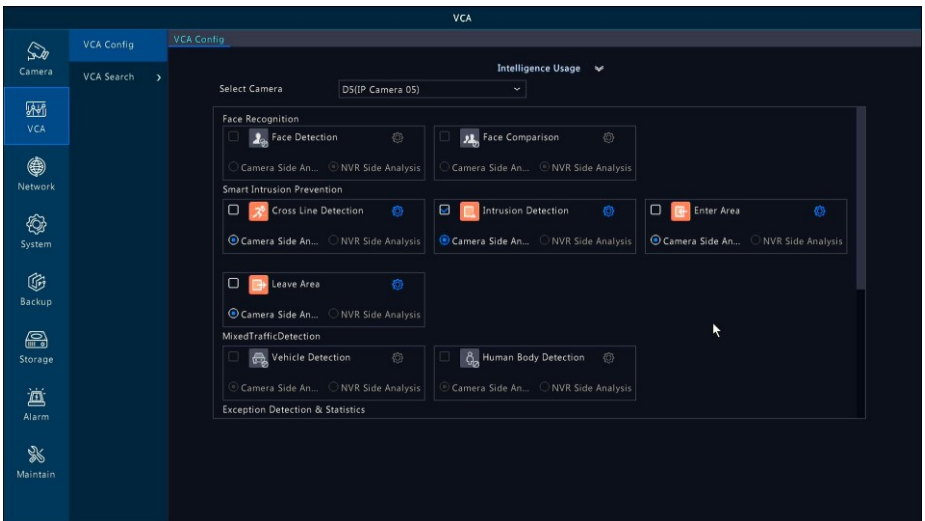 VCA
Camera
VCA
Network
System
Backup
Storage
Alarm
Maintain
VCA Config
VCA Search
VCA Config
Intelligence Usage
Select Camera D5(IP Camera 05)
Face Recognition
Face Detection Face Comparison
Camera Side An... NVR Side Analysis Camera Side An... NVR Side Analysis
Smart Intrusion Prevention
Cross Line Detection Intrusion Detection Enter Area
Camera Side An... NVR Side Analysis Camera Side An... NVR Side Analysis Camera Side An... NVR Side Analysis
Leave Area
Camera Side An... NVR Side Analysis
MixedTrafficDetection
Vehicle Detection Human Body Detection
Camera Side An... NVR Side Analysis Camera Side An... NVR Side Analysis
Exception Detection & Statistics